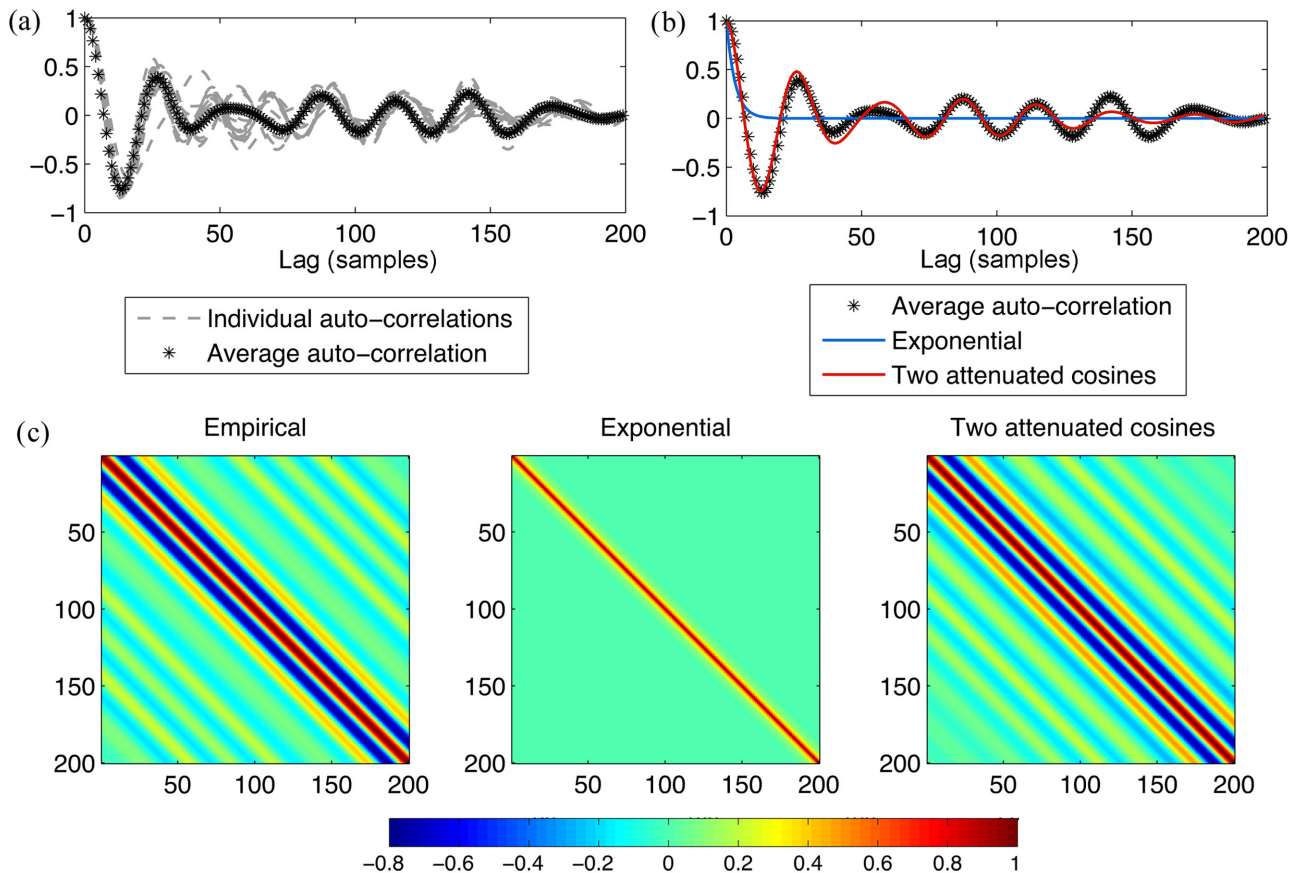 (a)
1
0.5
0
−0.5
−1
0 50 100 150 200
Lag (samples)
Individual auto−correlations
Average auto−correlation
(b)
1
0.5
0
−0.5
−1
0 50 100 150 200
Lag (samples)
Average auto−correlation
Exponential
Two attenuated cosines
(c)
Empirical
50
100
150
200
50 100 150 200
Exponential
50
100
150
200
50 100 150 200
Two attenuated cosines
50
100
150
200
50 100 150 200
−0.8 −0.6 −0.4 −0.2 0 0.2 0.4 0.6 0.8 1